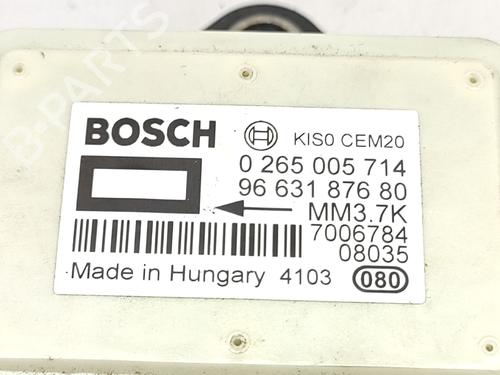 B-PARTS
BOSCH KIS0 CEM20
0 265 005 714
96 631 876 80
MM3.7K
7006784
08035
Made in Hungary 4103 080